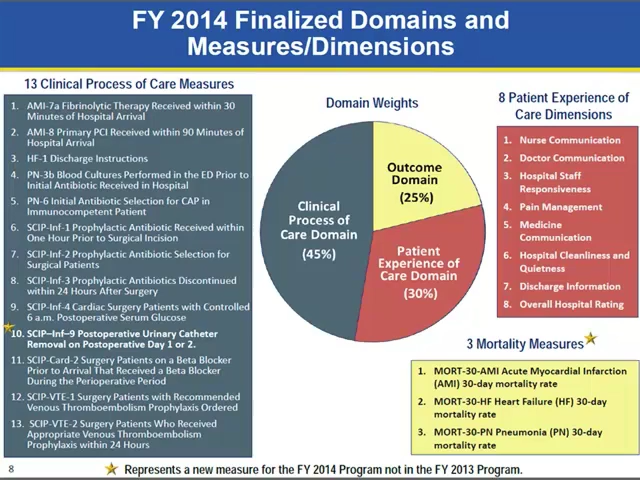 FY 2014 Finalized Domains and
Measures/Dimensions
13 Clinical Process of Care Measures
1. AMI-7a Fibrinolytic Therapy Received within 30
Minutes of Hospital Arrival
2. AMI-8 Primary PCI Received within 90 Minutes of
Hospital Arrival
3. HF-1 Discharge Instructions
4. PN-3b Blood Cultures Performed in the ED Prior to
Initial Antibiotic Received in Hospital
5. PN-6 Initial Antibiotic Selection for CAP in
Immunocompetent Patient
6. SCIP-Inf-1 Prophylactic Antibiotic Received within
One Hour Prior to Surgical Incision
7. SCIP-Inf-2 Prophylactic Antibiotic Selection for
Surgical Patients
8. SCIP-Inf-3 Prophylactic Antibiotics Discontinued
within 24 Hours After Surgery
9. SCIP-Inf-4 Cardiac Surgery Patients with Controlled
6 a.m. Postoperative Serum Glucose
10. SCIP–Inf–9 Postoperative Urinary Catheter
Removal on Postoperative Day 1 or 2.
11. SCIP-Card-2 Surgery Patients on a Beta Blocker
Prior to Arrival That Received a Beta Blocker
During the Perioperative Period
12. SCIP-VTE-1 Surgery Patients with Recommended
Venous Thromboembolism Prophylaxis Ordered
13. SCIP-VTE-2 Surgery Patients Who Received
Appropriate Venous Thromboembolism
Prophylaxis within 24 Hours
Domain Weights
Outcome
Domain
(25%)
Clinical
Process of
Care Domain
(45%)
Patient
Experience of
Care Domain
(30%)
8 Patient Experience of
Care Dimensions
1. Nurse Communication
2. Doctor Communication
3. Hospital Staff
Responsiveness
4. Pain Management
5. Medicine
Communication
6. Hospital Cleanliness and
Quietness
7. Discharge Information
8. Overall Hospital Rating
3 Mortality Measures
1. MORT-30-AMI Acute Myocardial Infarction
(AMI) 30-day mortality rate
2. MORT-30-HF Heart Failure (HF) 30-day
mortality rate
3. MORT-30-PN Pneumonia (PN) 30-day
mortality rate
8
Represents a new measure for the FY 2014 Program not in the FY 2013 Program.